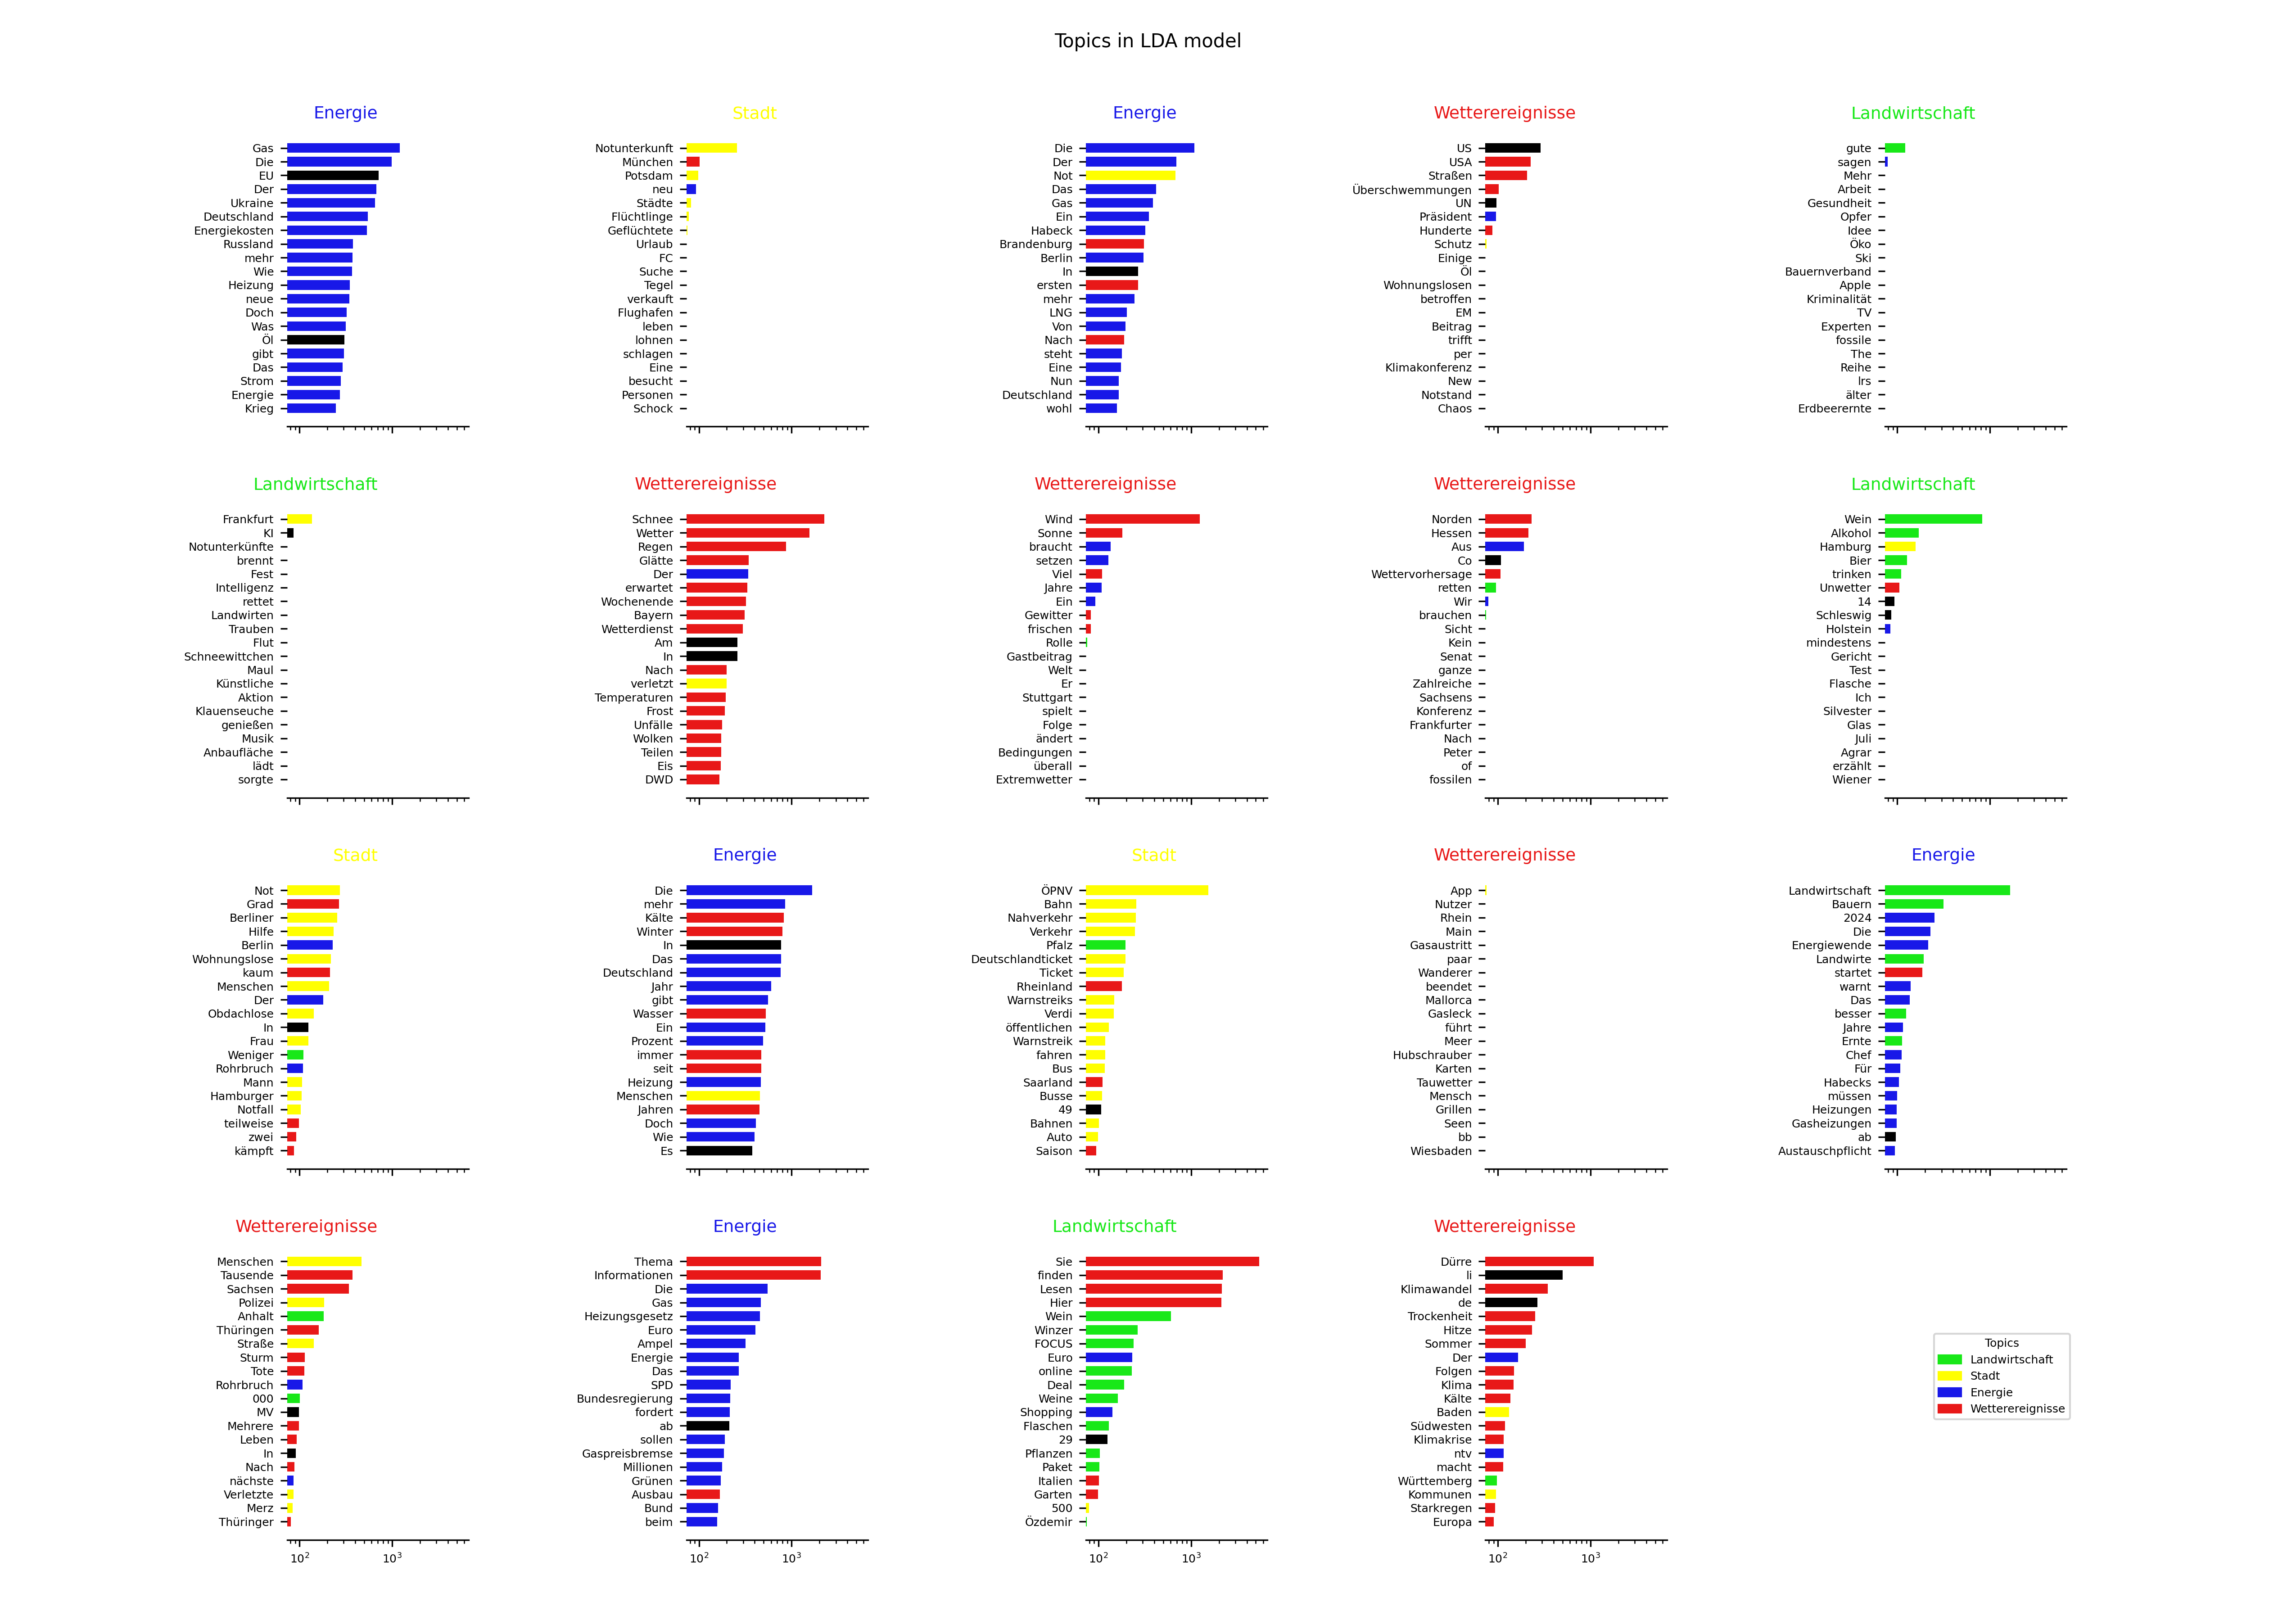 Topics in LDA model
Energie
Gas
Die
EU
Der
Ukraine
Deutschland
Energiekosten
Russland
mehr
Wie
Heizung
neue
Doch
Was
Öl
gibt
Das
Strom
Energie
Krieg
Stadt
Notunterkunft
München
Potsdam
neu
Städte
Flüchtlinge
Geflüchtete
Urlaub
FC
Suche
Tegel
verkauft
Flughafen
leben
lohnen
schlagen
Eine
besucht
Personen
Schock
Energie
Die
Der
Not
Das
Gas
Ein
Habeck
Brandenburg
Berlin
In
ersten
mehr
LNG
Von
Nach
steht
Eine
Nun
Deutschland
wohl
Wetterereignisse
US
USA
Straßen
Überschwemmungen
UN
Präsident
Hunderte
Schutz
Einige
Öl
Wohnungslosen
betroffen
EM
Beitrag
trifft
per
Klimakonferenz
New
Notstand
Chaos
Landwirtschaft
gute
sagen
Mehr
Arbeit
Gesundheit
Opfer
Idee
Öko
Ski
Bauernverband
Apple
Kriminalität
TV
Experten
fossile
The
Reihe
älter
Erdbeerernte
Landwirtschaft
Frankfurt
KI
Notunterkünfte
brennt
Fest
Intelligenz
rettet
Landwirten
Trauben
Flut
Schneewittchen
Maul
Künstliche
Aktion
Klauenseuche
genießen
Musik
Anbaufläche
lädt
sorgte
Wetterereignisse
Schnee
Wetter
Regen
Glätte
Der
erwartet
Wochenende
Bayern
Wetterdienst
Am
In
Nach
verletzt
Temperaturen
Frost
Unfälle
Wolken
Teilen
Eis
DWD
Wetterereignisse
Wind
Sonne
braucht
setzen
Viel
Jahre
Ein
Gewitter
frischen
Rolle
Gastbeitrag
Welt
Er
Stuttgart
spielt
Folge
ändert
Bedingungen
überall
Extremwetter
Wetterereignisse
Norden
Hessen
Aus
Co
Wettervorhersage
retten
Wir
brauchen
Sicht
Kein
Senat
ganze
Zahlreiche
Sachsens
Konferenz
Frankfurter
Nach
Peter
of
fossilen
Landwirtschaft
Wein
Alkohol
Hamburg
Bier
trinken
Unwetter
14
Schleswig
Holstein
mindestens
Gericht
Test
Flasche
Ich
Silvester
Glas
Juli
Agrar
erzählt
Wiener
Stadt
Not
Grad
Berliner
Hilfe
Berlin
Wohnungslose
kaum
Menschen
Der
Obdachlose
In
Frau
Weniger
Rohrbruch
Mann
Hamburger
Notfall
teilweise
zwei
kämpft
Energie
Die
mehr
Kälte
Winter
In
Das
Deutschland
Jahr
gibt
Wasser
Ein
Prozent
immer
seit
Heizung
Menschen
Jahren
Doch
Wie
Es
Stadt
ÖPNV
Bahn
Nahverkehr
Verkehr
Pfalz
Deutschlandticket
Ticket
Rheinland
Warnstreiks
Verdi
öffentlichen
Warnstreik
fahren
Bus
Saarland
Busse
49
Bahnen
Auto
Saison
Wetterereignisse
App
Nutzer
Rhein
Main
Gasaustritt
paar
Wanderer
beendet
Mallorca
Gasleck
führt
Meer
Hubschrauber
Karten
Tauwetter
Mensch
Grillen
Seen
bb
Wiesbaden
Energie
Landwirtschaft
Bauern
2024
Die
Energiewende
Landwirte
startet
warnt
Das
besser
Jahre
Ernte
Chef
Für
Habecks
müssen
Heizungen
Gasheizungen
ab
Austauschpflicht
Wetterereignisse
Menschen
Tausende
Sachsen
Polizei
Anhalt
Thüringen
Straße
Sturm
Tote
Rohrbruch
000
MV
Mehrere
Leben
In
Nach
nächste
Verletzte
Merz
Thüringer
10²
10³
Energie
Thema
Informationen
Die
Gas
Heizungsgesetz
Euro
Ampel
Energie
Das
SPD
Bundesregierung
fordert
ab
sollen
Gaspreisbremse
Millionen
Grünen
Ausbau
Bund
beim
10²
10³
Landwirtschaft
Sie
finden
Lesen
Hier
Wein
Winzer
FOCUS
Euro
online
Deal
Weine
Shopping
Flaschen
29
Pflanzen
Paket
Italien
Garten
500
Özdemir
10²
10³
Wetterereignisse
Dürre
li
Klimawandel
de
Trockenheit
Hitze
Sommer
Der
Folgen
Klima
Kälte
Baden
Südwesten
Klimakrise
ntv
macht
Württemberg
Kommunen
Starkregen
Europa
10²
10³
Topics
Landwirtschaft
Stadt
Energie
Wetterereignisse